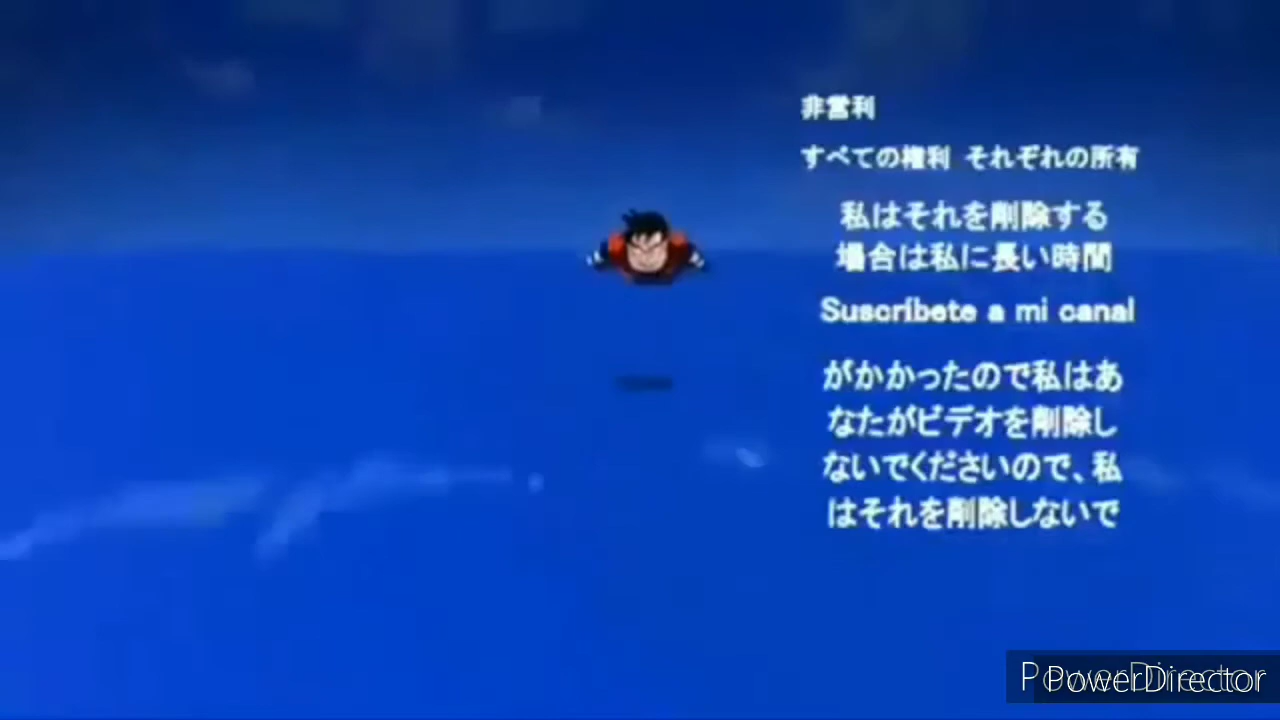 非営利
すべての権利 それぞれの所有
私はそれを削除する
場合は私に長い時間
Suscríbete a mi canal
がかかったので私はあ
なたがビデオを削除し
ないでくださいので、私
はそれを削除しないで
PowerDirector
PowerDirector